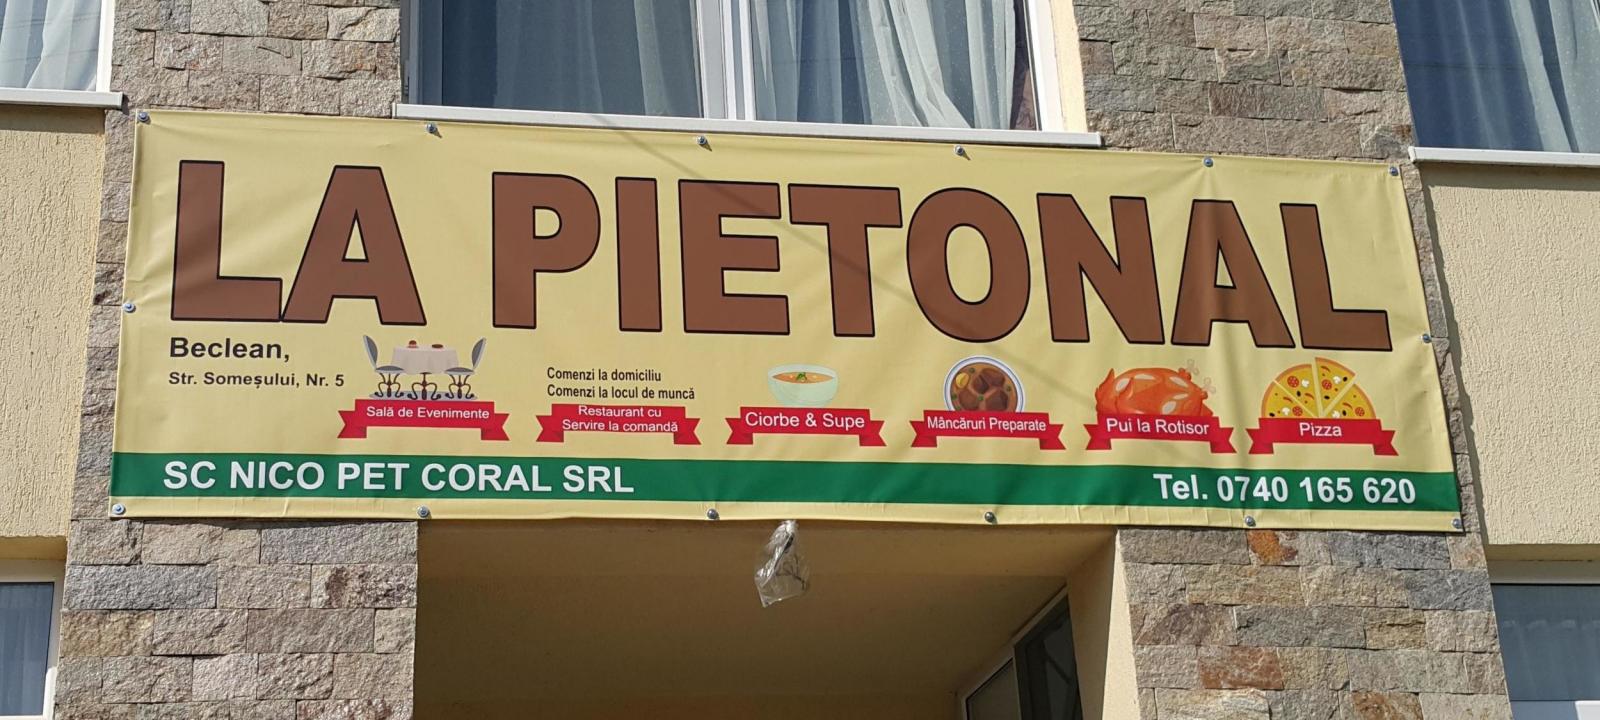 LA PIETONAL
Beclean,
Str. Someșului, Nr. 5
Sală de Evenimente
Comenzi la domiciliu
Comenzi la locul de muncă
Restaurant cu
Servire la comandă
Ciorbe & Supe
Mâncăruri Preparate
Pui la Rotisor
Pizza
SC NICO PET CORAL SRL
Tel. 0740 165 620